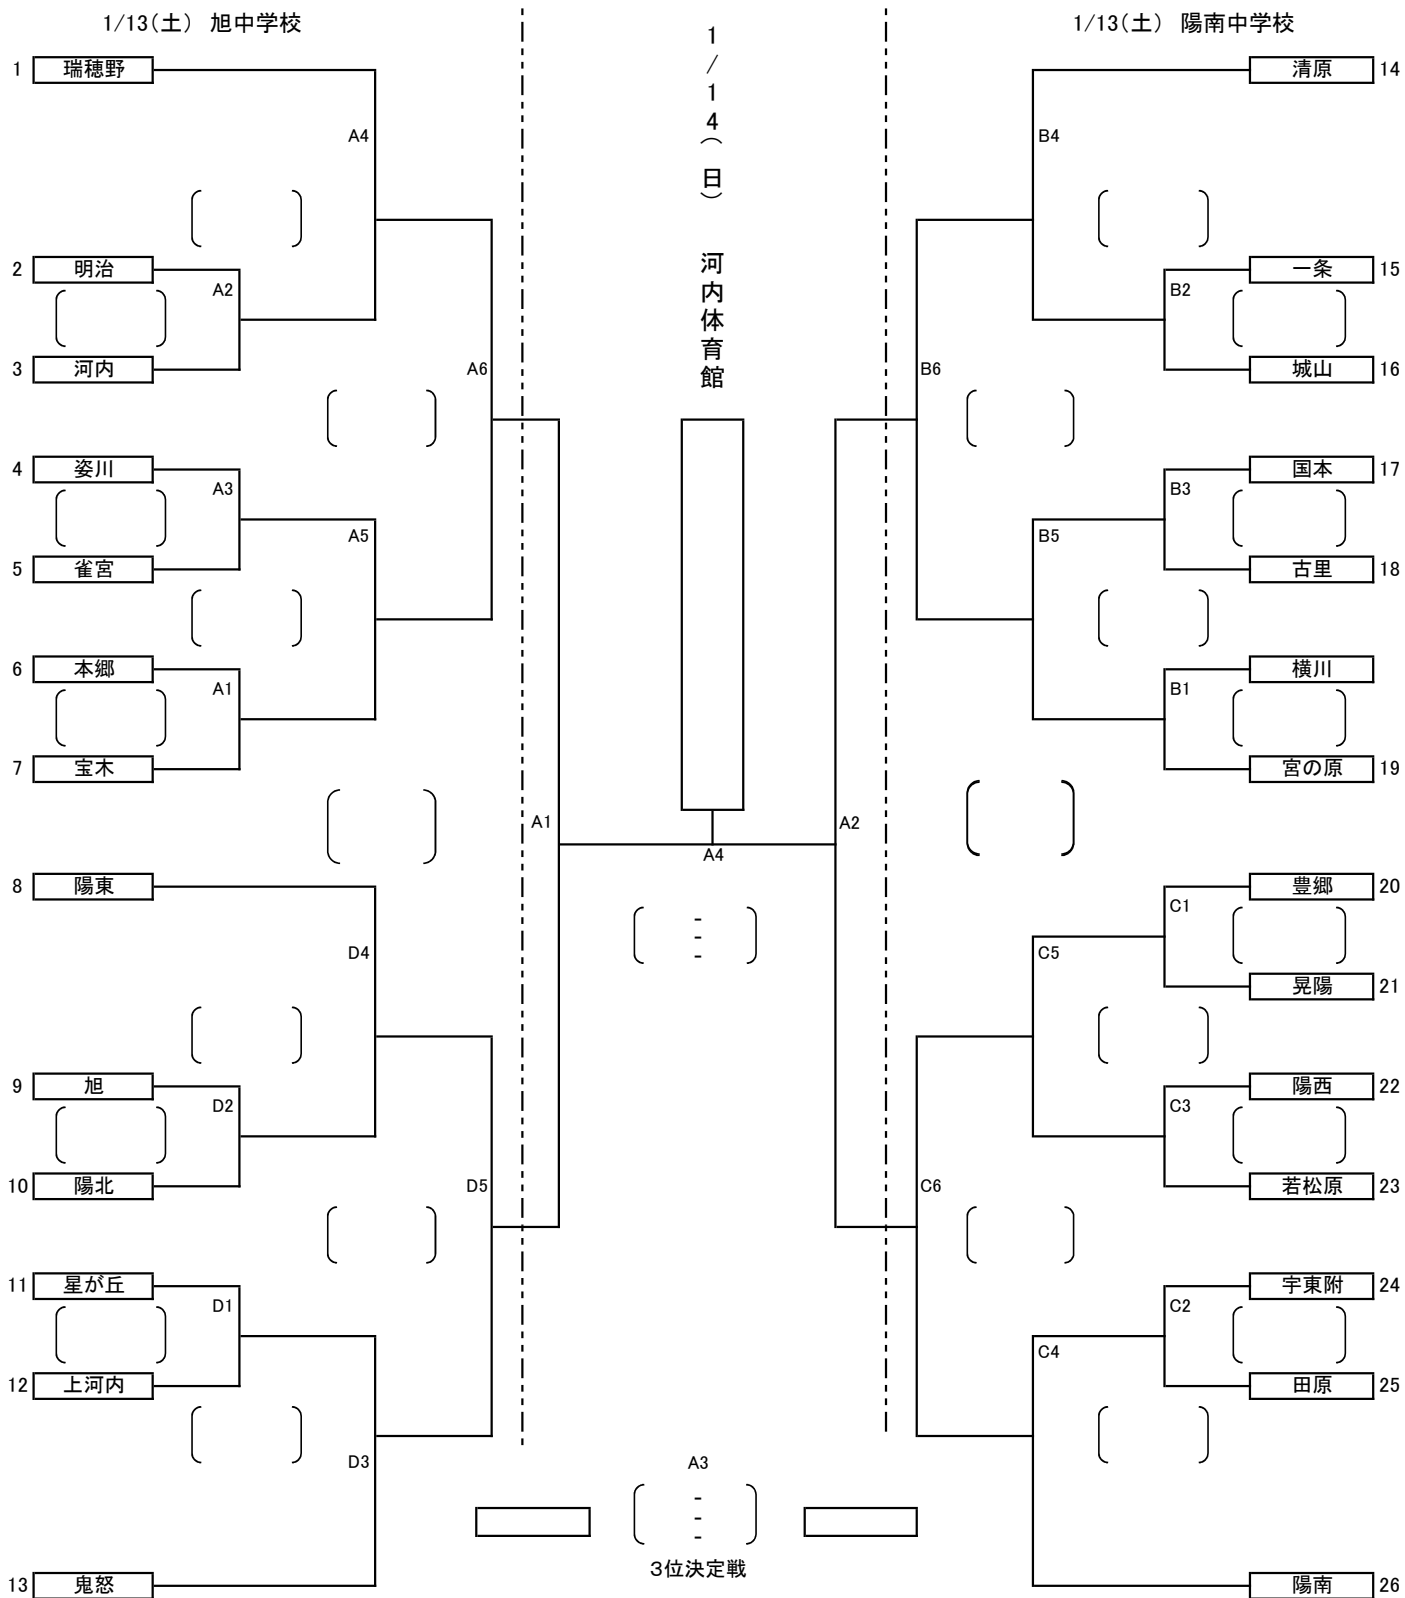 1/13(土) 旭中学校
1/14(日) 河内体育館
1/13(土) 陽南中学校
1 瑞穂野
A4
2 明治
A2
3 河内
A6
4 姿川
A3
A5
5 雀宮
6 本郷
A1
7 宝木
A1
8 陽東
D4
9 旭
D2
10 陽北
D5
11 星が丘
D1
12 上河内
D3
13 鬼怒
A4
-
-
-
A3
-
-
-
3位決定戦
清原 14
B4
一条 15
B2
城山 16
B6
国本 17
B3
B5
古里 18
横川
B1
宮の原 19
A2
豊郷 20
C1
C5
晃陽 21
陽西 22
C3
若松原 23
C6
宇東附 24
C2
C4
田原 25
陽南 26